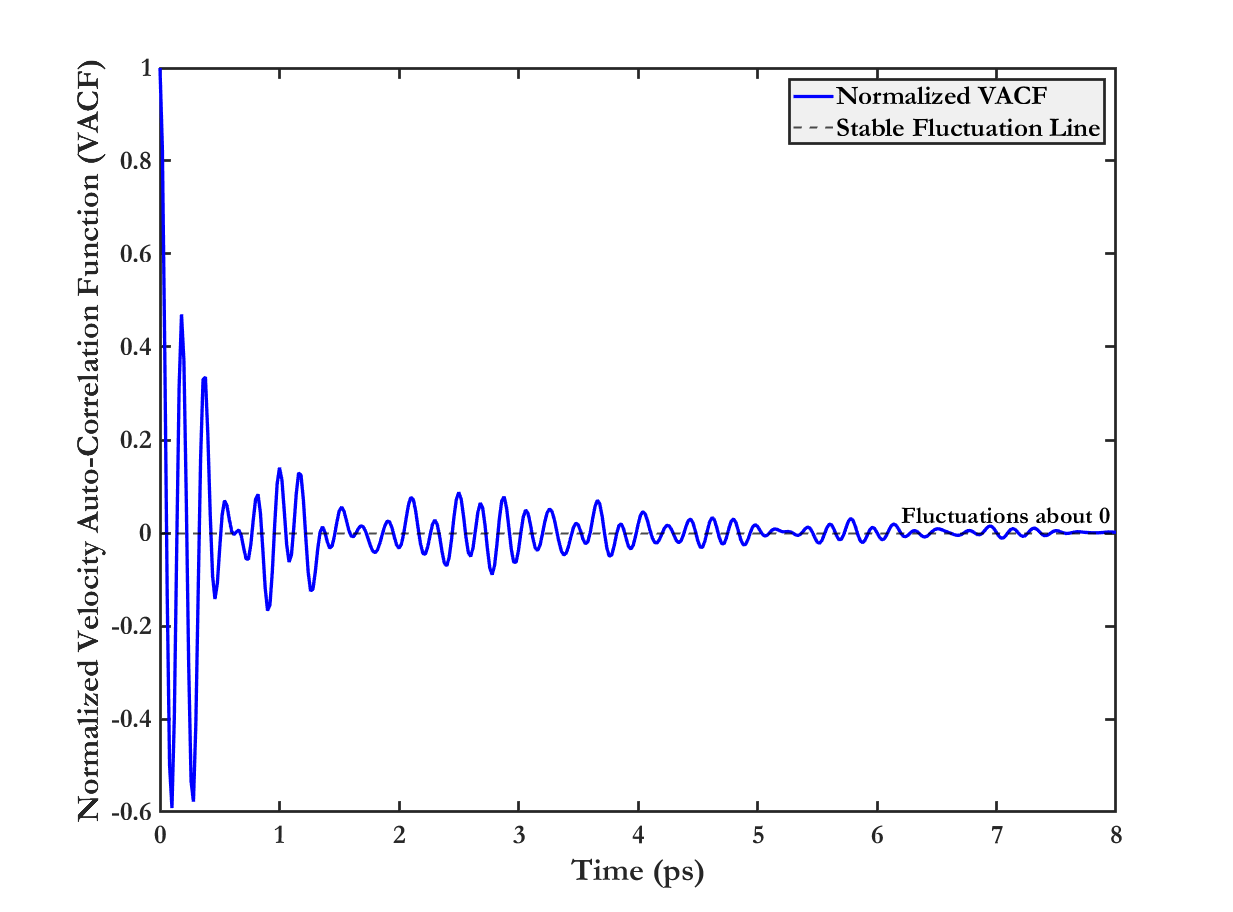 Normalized Velocity Auto-Correlation Function (VACF)
1
0.8
0.6
0.4
0.2
0
-0.2
-0.4
-0.6
Normalized VACF
Stable Fluctuation Line
Fluctuations about 0
0 1 2 3 4 5 6 7 8
Time (ps)